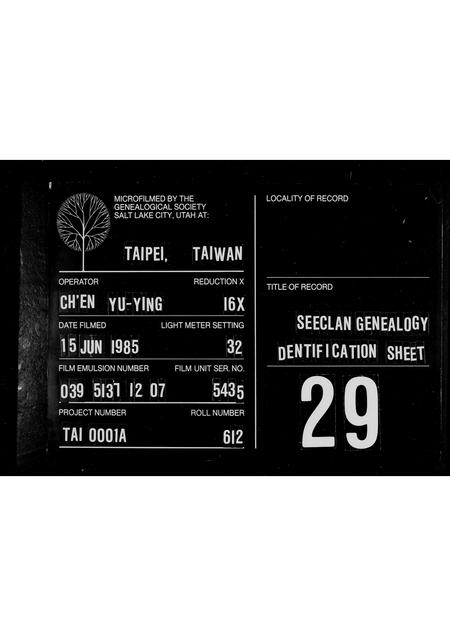 MICROFILMED BY THE
GENEALOGICAL SOCIETY
SALT LAKE CITY, UTAH AT:
TAIPEI, TAIWAN
OPERATOR REDUCTION X
CH'EN YU-YING 16X
DATE FILMED LIGHT METER SETTING
15 JUN 1985 32
FILM EMULSION NUMBER FILM UNIT SER. NO.
039 5137 12 07 5435
PROJECT NUMBER ROLL NUMBER
TAI 0001A 612
LOCALITY OF RECORD
TITLE OF RECORD
SEECLAN GENEALOGY
DENTIFICATION SHEET
29